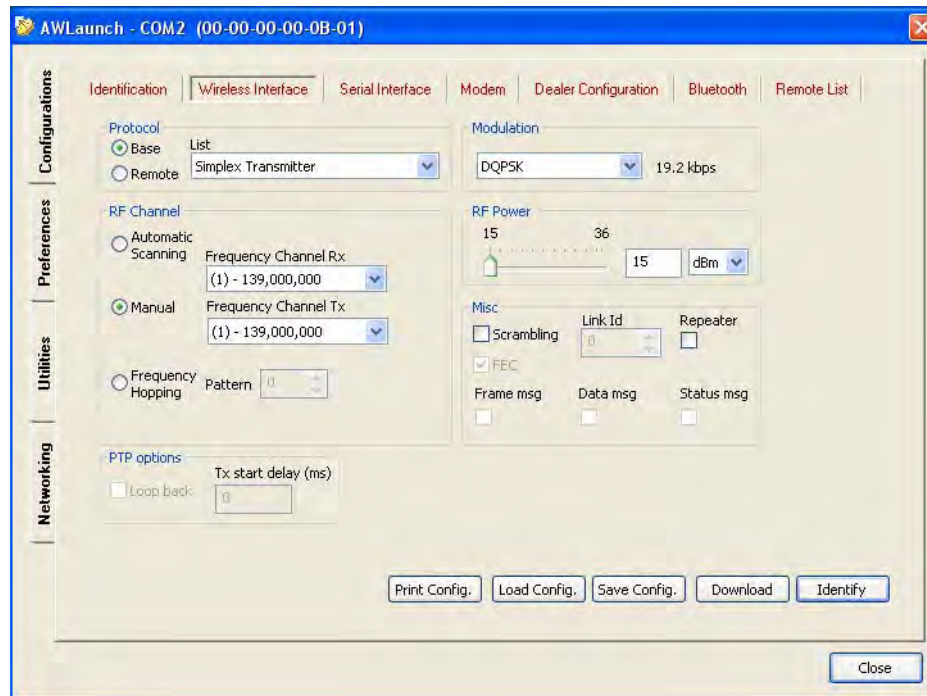 AWLaunch - COM2 (00-00-00-00-0B-01)
Configurations
Preferences
Utilities
Networking
Identification Wireless Interface Serial Interface Modem Dealer Configuration Bluetooth Remote List
Protocol
Base
Remote
List
Simplex Transmitter
Modulation
DQPSK 19.2 kbps
RF Channel
Automatic
Scanning
Frequency Channel Rx
(1) - 139,000,000
Manual
Frequency Channel Tx
(1) - 139,000,000
Frequency
Hopping
Pattern 0
RF Power
15 36
15 dBm
Misc
Scrambling
Link Id
0
Repeater
FEC
Frame msg Data msg Status msg
PTP options
Loop back
Tx start delay (ms)
0
Print Config. Load Config. Save Config. Download Identify
Close